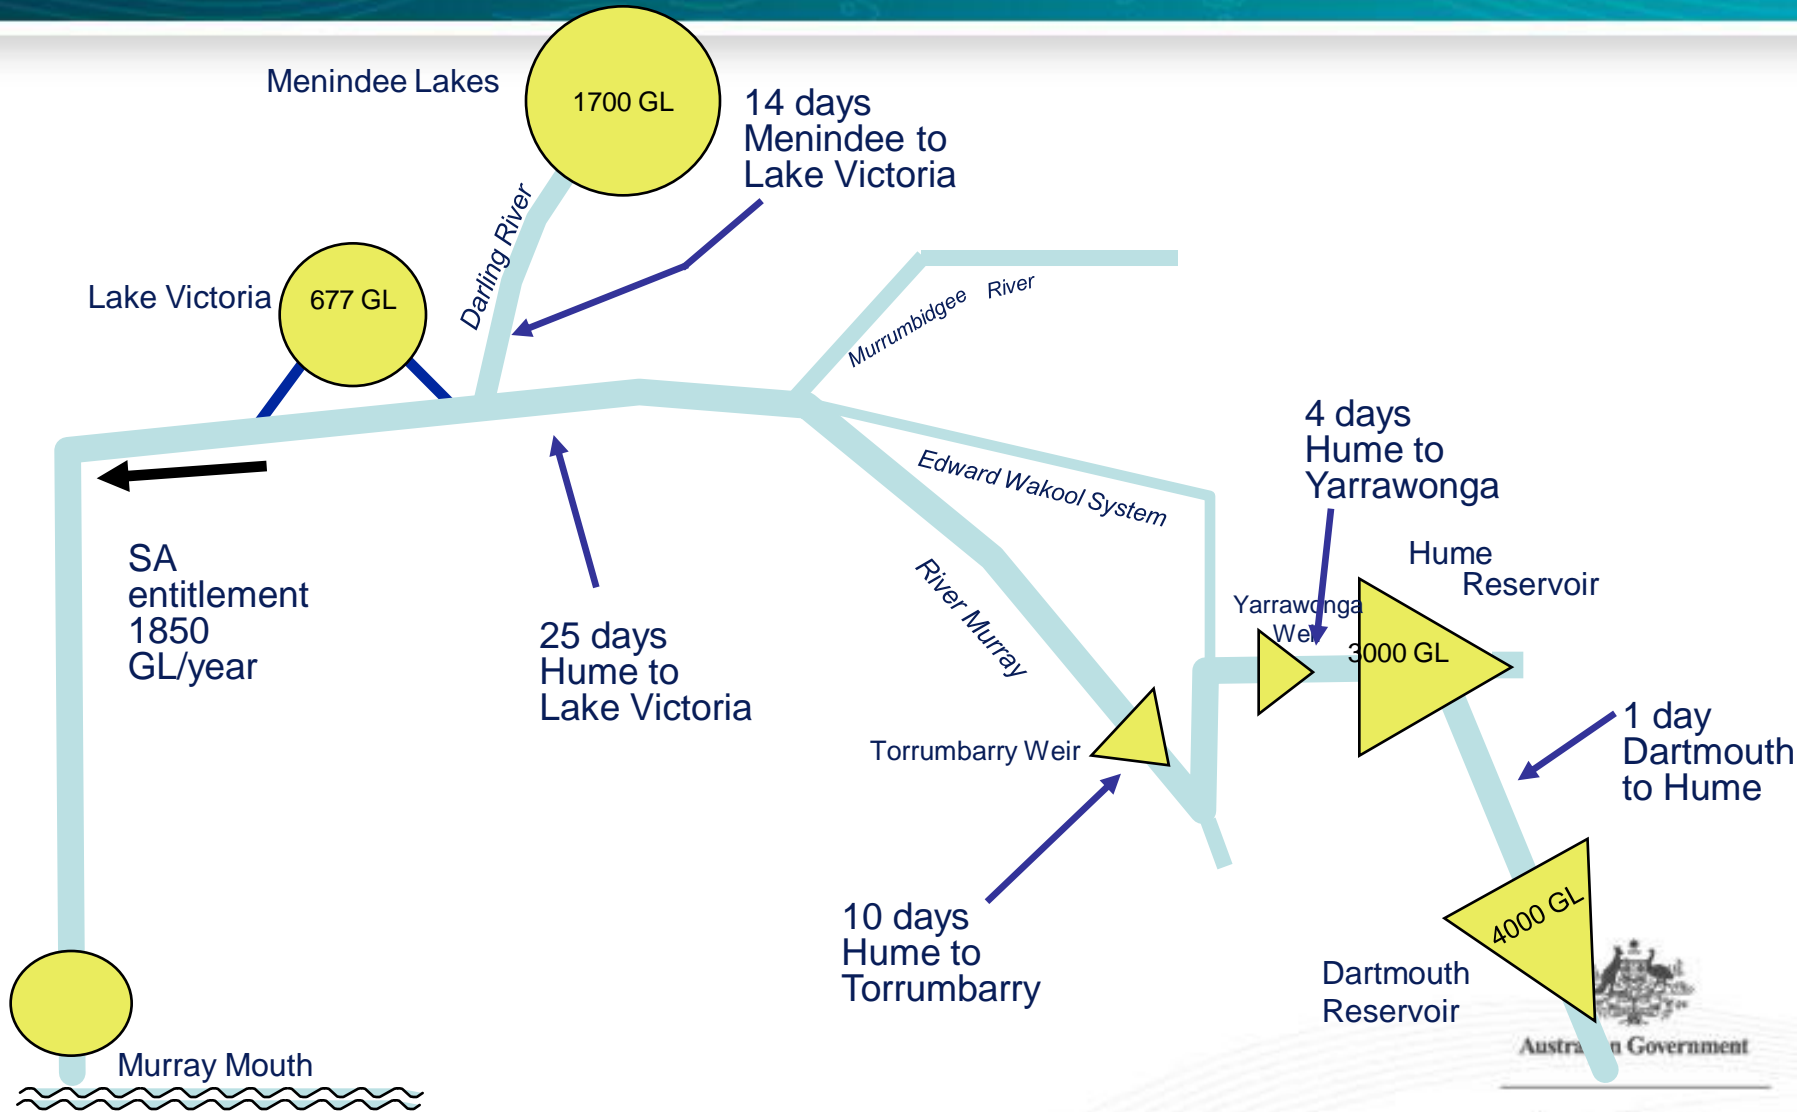 Menindee Lakes
1700 GL
14 days
Menindee to
Lake Victoria
Darling River
Lake Victoria
677 GL
Murrumbidgee River
4 days
Hume to
Yarrawonga
Edward Wakool System
Hume
Reservoir
SA
entitlement
1850
GL/year
River Murray
Yarrawonga
Weir
3000 GL
25 days
Hume to
Lake Victoria
1 day
Dartmouth
to Hume
Torrumbarry Weir
10 days
Hume to
Torrumbarry
4000 GL
Dartmouth
Reservoir
Australian Government
Murray Mouth